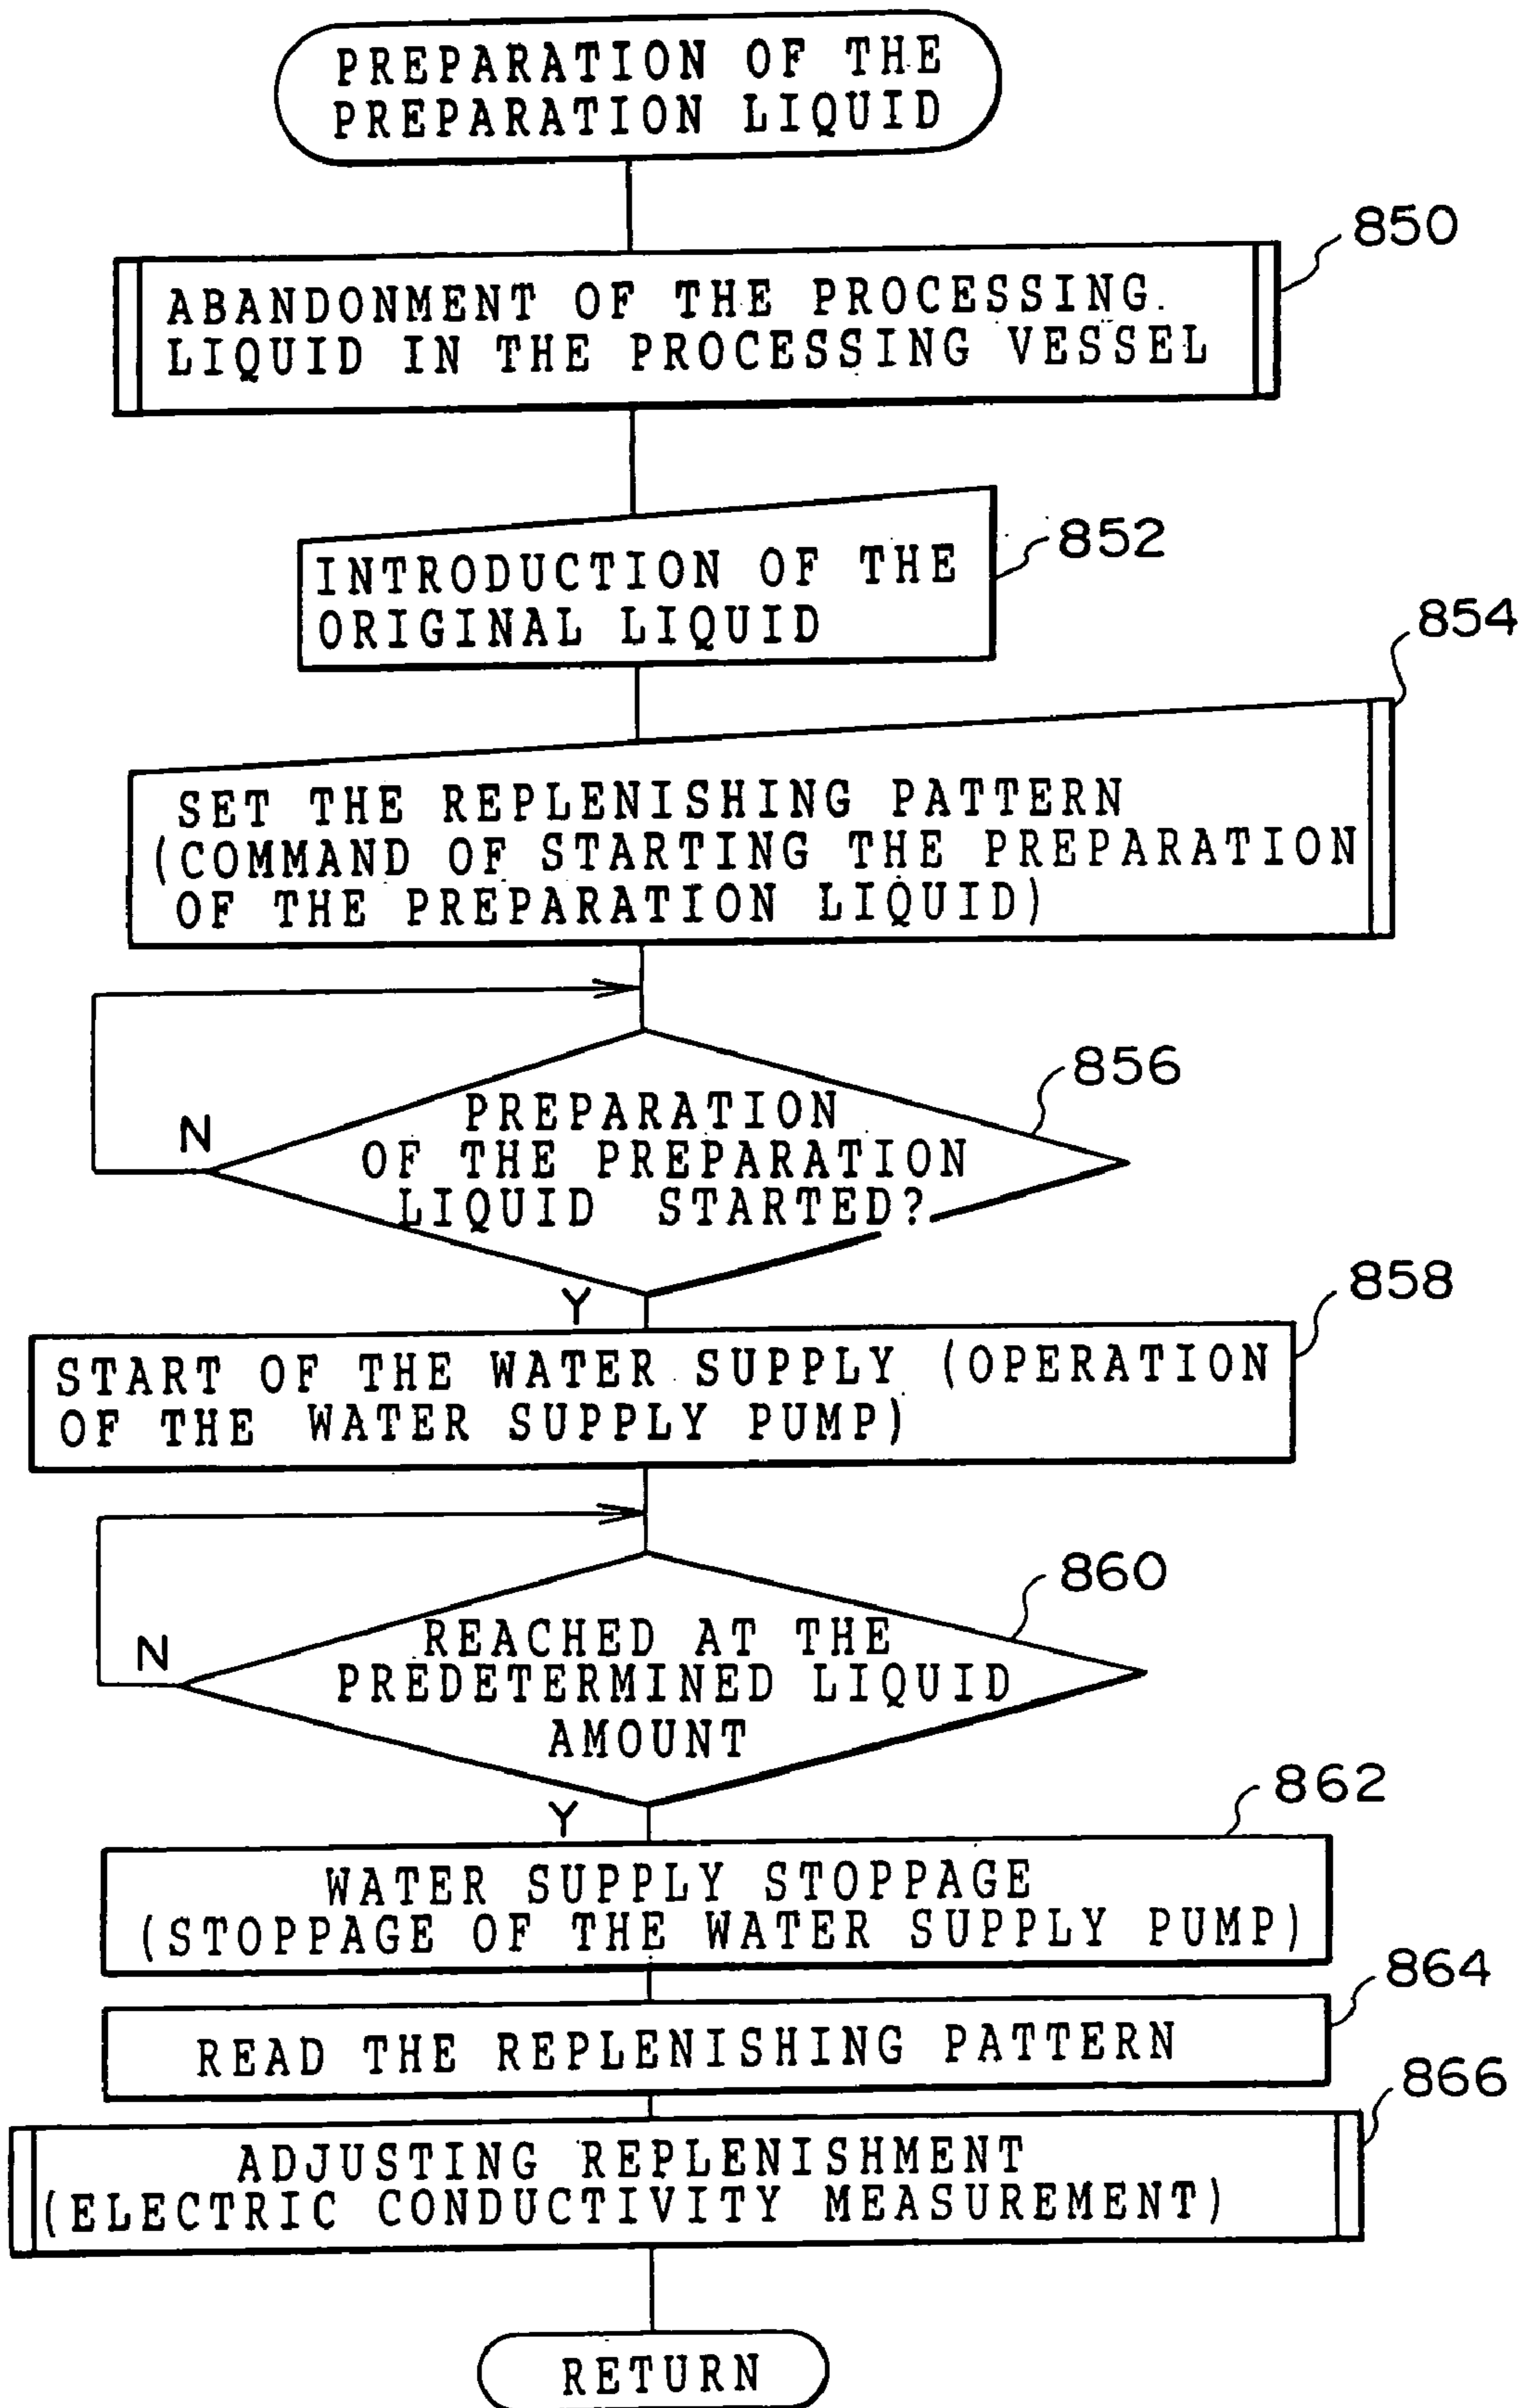 PREPARATION OF THE
PREPARATION LIQUID
850
ABANDONMENT OF THE PROCESSING
LIQUID IN THE PROCESSING VESSEL
852
INTRODUCTION OF THE
ORIGINAL LIQUID
854
SET THE REPLENISHING PATTERN
(COMMAND OF STARTING THE PREPARATION
OF THE PREPARATION LIQUID)
856
N
PREPARATION
OF THE PREPARATION
LIQUID STARTED?
Y
858
START OF THE WATER SUPPLY (OPERATION
OF THE WATER SUPPLY PUMP)
860
N
REACHED AT THE
PREDETERMINED LIQUID
AMOUNT
Y
862
WATER SUPPLY STOPPAGE
(STOPPAGE OF THE WATER SUPPLY PUMP)
864
READ THE REPLENISHING PATTERN
866
ADJUSTING REPLENISHMENT
(ELECTRIC CONDUCTIVITY MEASUREMENT)
RETURN